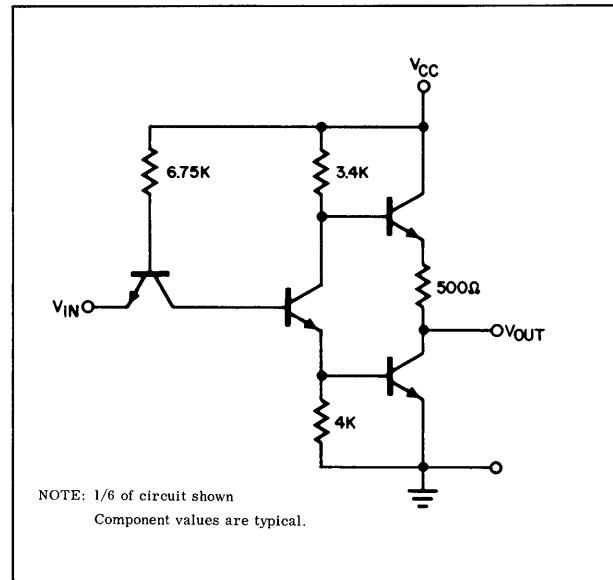 VCC
6.75K
3.4K
500Ω
VIN
VOUT
4K
NOTE: 1/6 of circuit shown
Component values are typical.